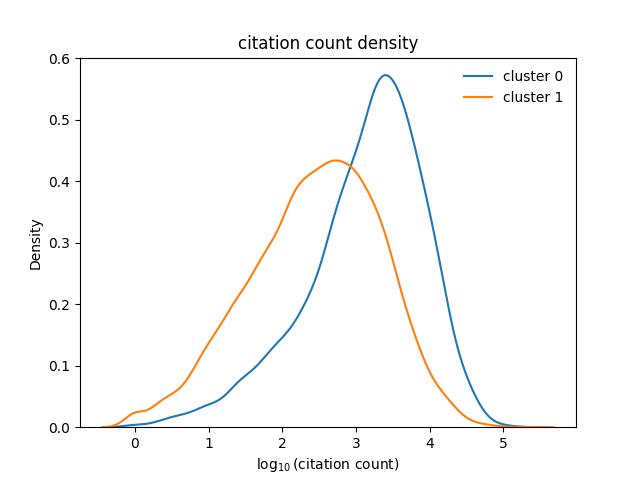 citation count density
cluster 0
cluster 1
0.6
0.5
0.4
0.3
0.2
0.1
0.0
Density
0 1 2 3 4 5
log₁₀(citation count)